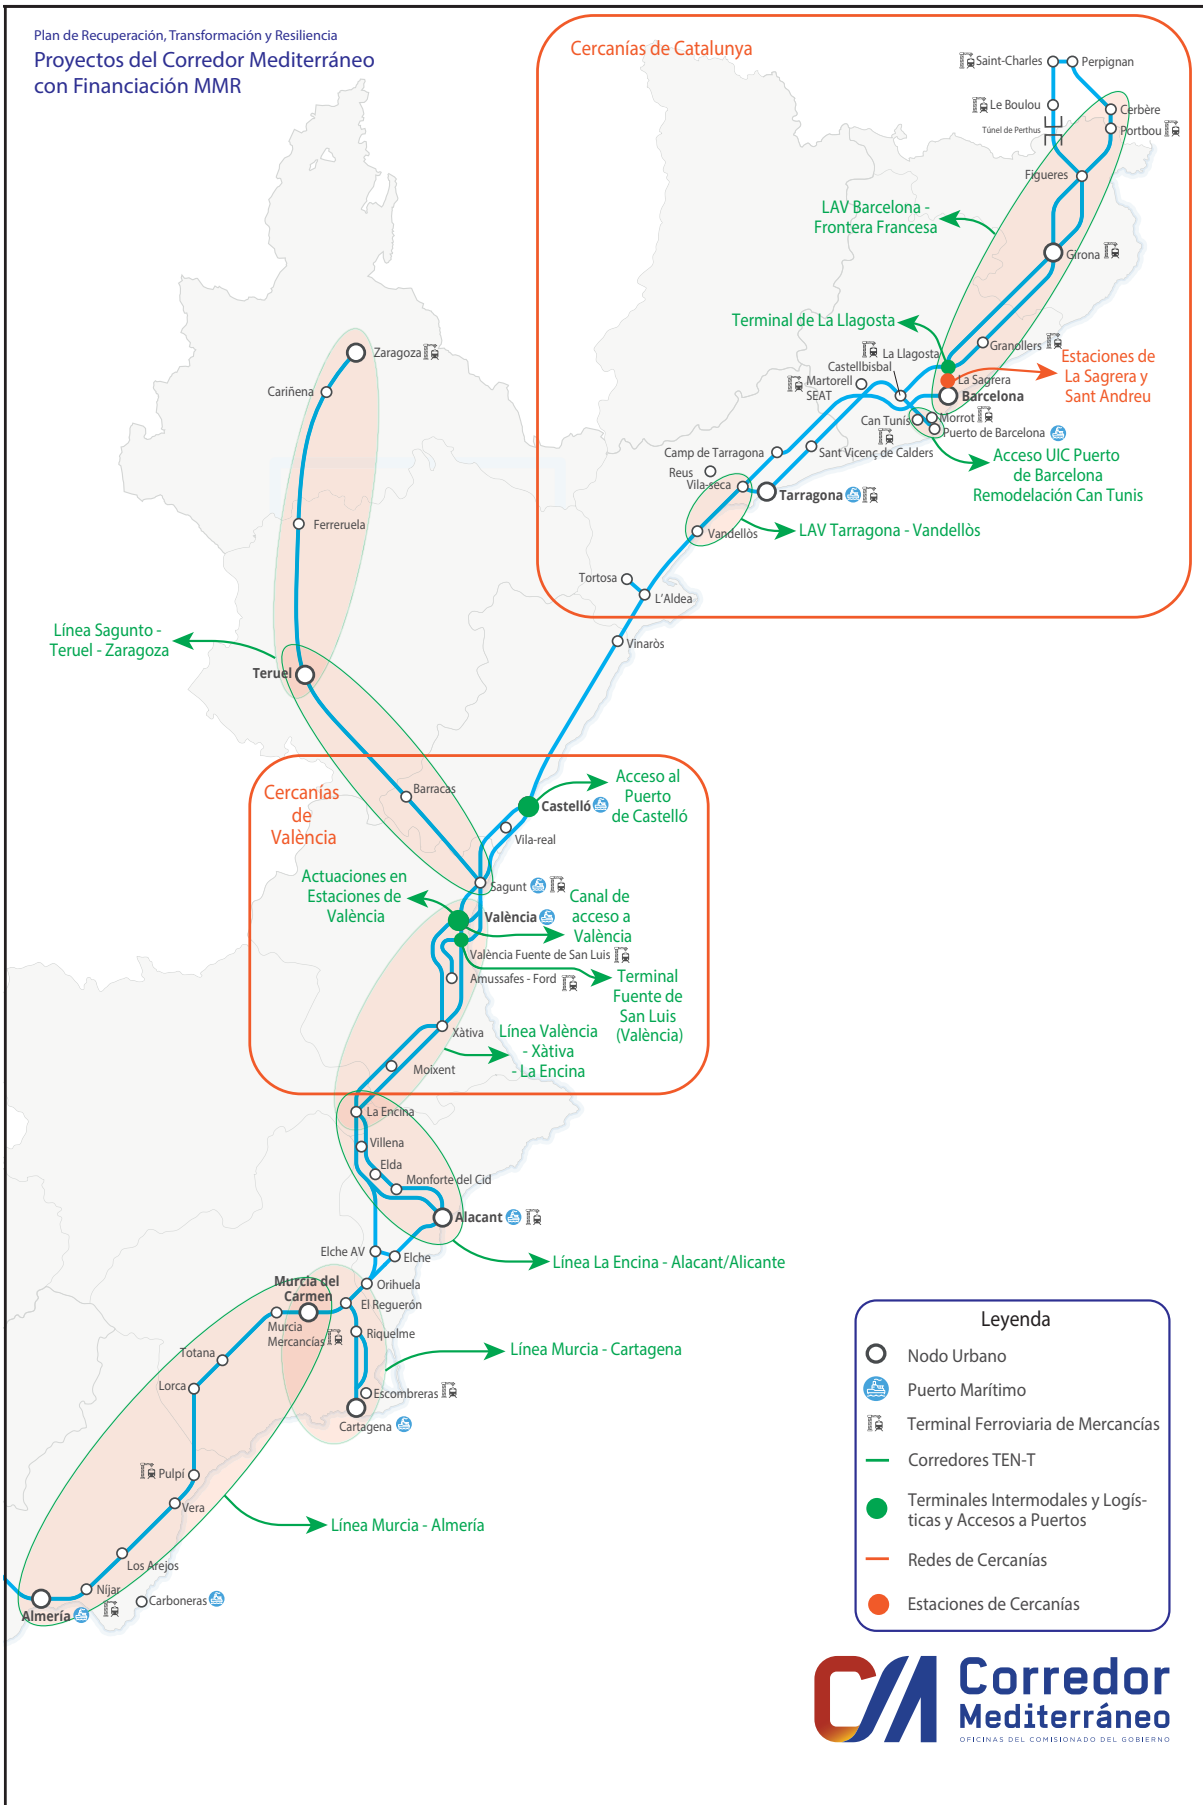 Plan de Recuperación, Transformación y Resiliencia
Proyectos del Corredor Mediterráneo
con Financiación MMR
Cercanías de Catalunya
Saint-Charles
Perpignan
Le Boulou
Cerbère
Túnel de Perthus
Portbou
Figueres
LAV Barcelona -
Frontera Francesa
Girona
Terminal de La Llagosta
Granollers
La Llagosta
Castellbisbal
Martorell
SEAT
La Sagrera
Barcelona
Estaciones de
La Sagrera y
Sant Andreu
Can Tunis
Morrot
Puerto de Barcelona
Camp de Tarragona
Sant Vicenç de Calders
Acceso UIC Puerto
de Barcelona
Remodelación Can Tunis
Reus
Vila-seca
Tarragona
Vandellòs
LAV Tarragona - Vandellòs
Tortosa
L'Aldea
Vinaròs
Zaragoza
Cariñena
Ferreruela
Línea Sagunto -
Teruel - Zaragoza
Teruel
Cercanías
de
València
Barracas
Castelló
Acceso al
Puerto
de Castelló
Vila-real
Actuaciones en
Estaciones de
València
Sagunt
València
Canal de
acceso a
València
València Fuente de San Luis
Amussafes - Ford
Terminal
Fuente de
San Luis
(València)
Xàtiva
Línea València
- Xàtiva
- La Encina
Moixent
La Encina
Villena
Elda
Monforte del Cid
Alacant
Elche AV
Elche
Línea La Encina - Alacant/Alicante
Orihuela
Murcia del
Carmen
El Reguerón
Murcia
Mercancías
Riquelme
Totana
Línea Murcia - Cartagena
Lorca
Escombreras
Cartagena
Pulpí
Vera
Línea Murcia - Almería
Los Arejos
Níjar
Carboneras
Almería
Leyenda
Nodo Urbano
Puerto Marítimo
Terminal Ferroviaria de Mercancías
Corredores TEN-T
Terminales Intermodales y Logís-
ticas y Accesos a Puertos
Redes de Cercanías
Estaciones de Cercanías
CM
Corredor
Mediterráneo
OFICINAS DEL COMISIONADO DEL GOBIERNO